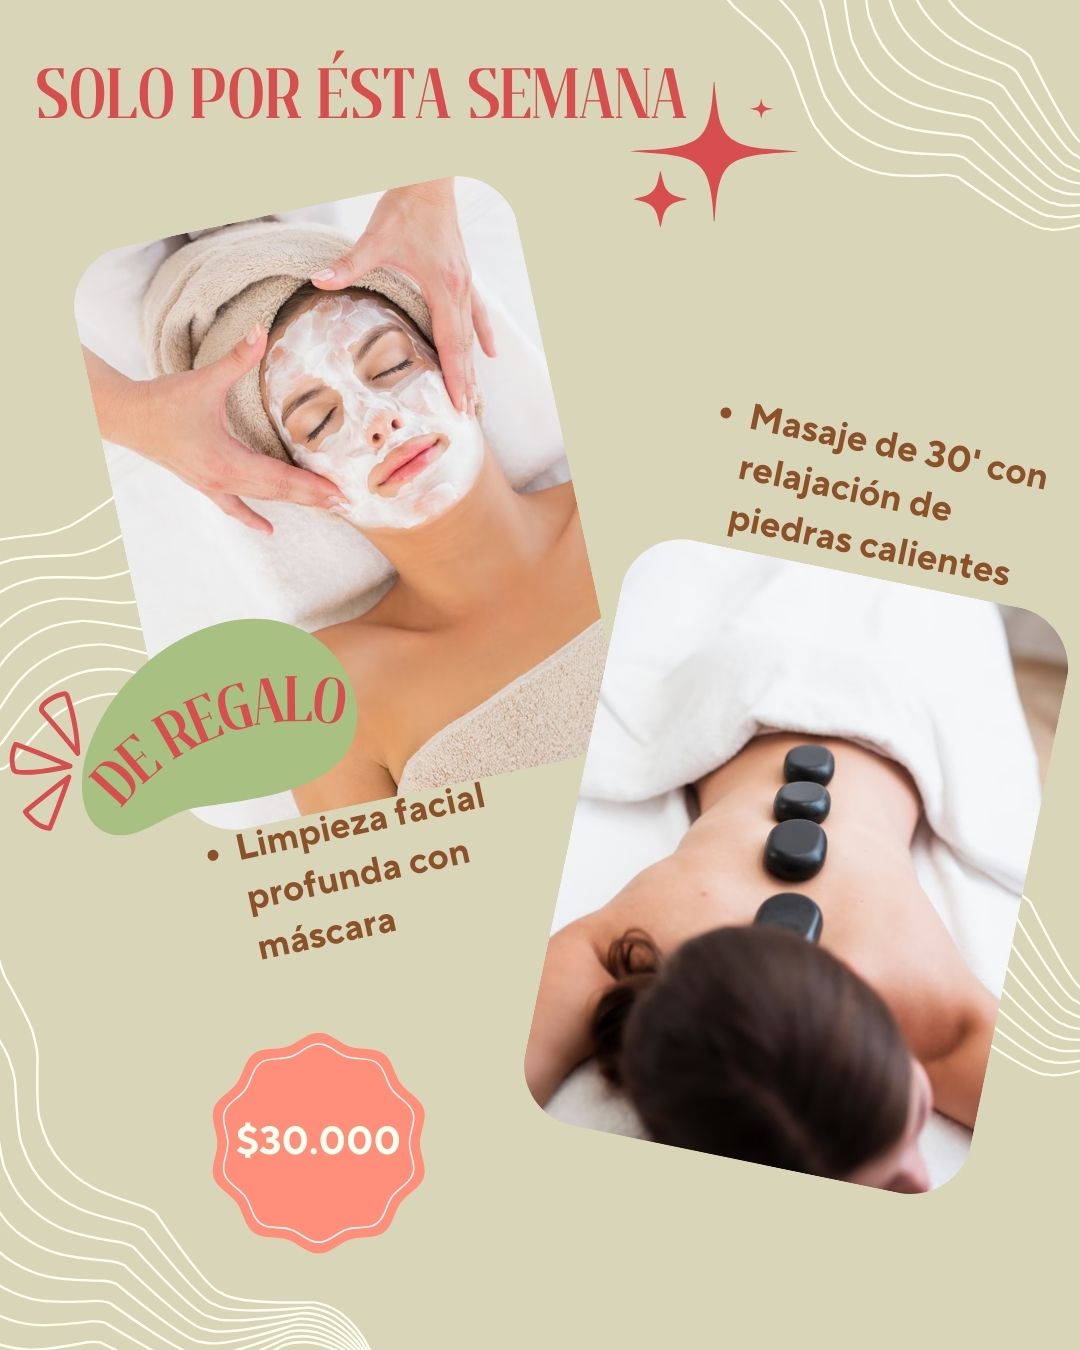 SOLO POR ÉSTA SEMANA
• Masaje de 30' con
relajación de
piedras calientes
DE REGALO
• Limpieza facial
profunda con
máscara
$30.000